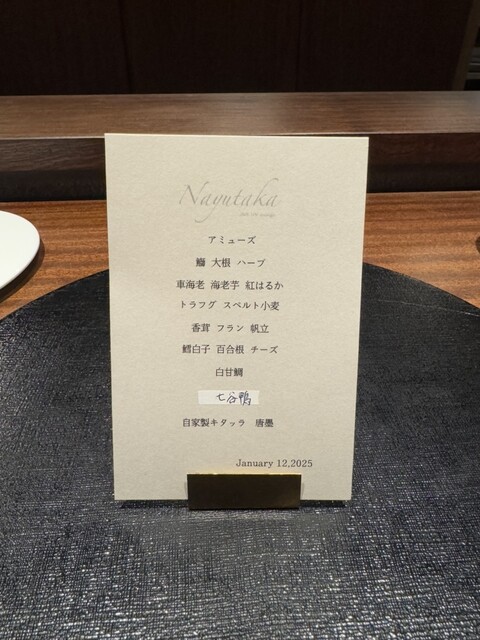 Nayutaka
アミューズ
鰤 大根 ハーブ
車海老 海老芋 紅はるか
トラフグ スペルト小麦
香茸 フラン 帆立
鱈白子 百合根 チーズ
白甘鯛
七谷鴨
自家製キタッラ 唐墨
January 12,2025